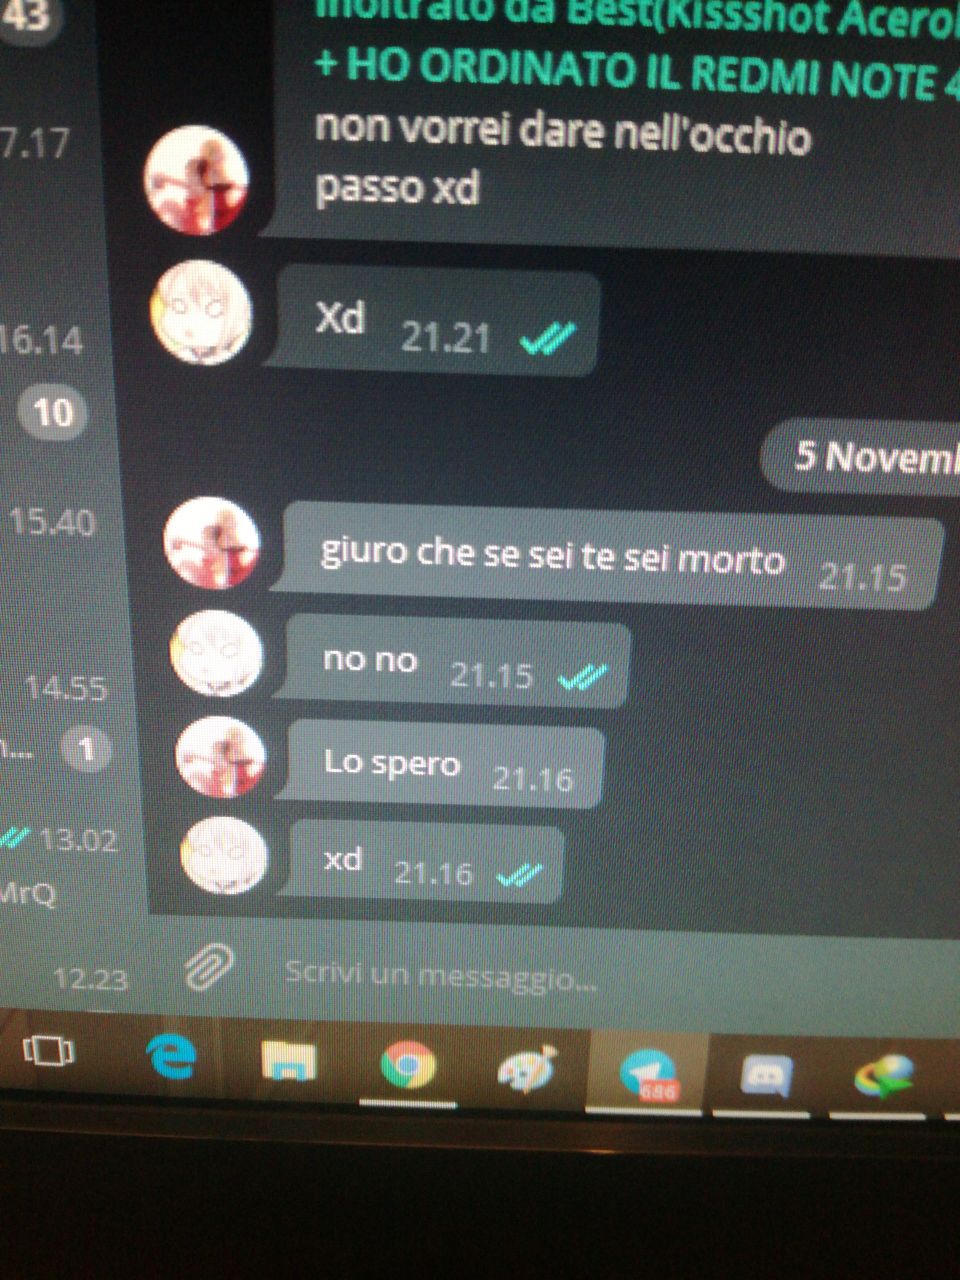 43
Inoltrato da Best(Kissshot Acerol
+ HO ORDINATO IL REDMI NOTE 4
7.17
non vorrei dare nell'occhio
passo xd
16.14
Xd 21.21
10
5 Novemb
15.40
giuro che se sei te sei morto 21.15
no no 21.15
14.55
1
Lo spero 21.16
13.02
xd 21.16
MrQ
12.23
Scrivi un messaggio...
686